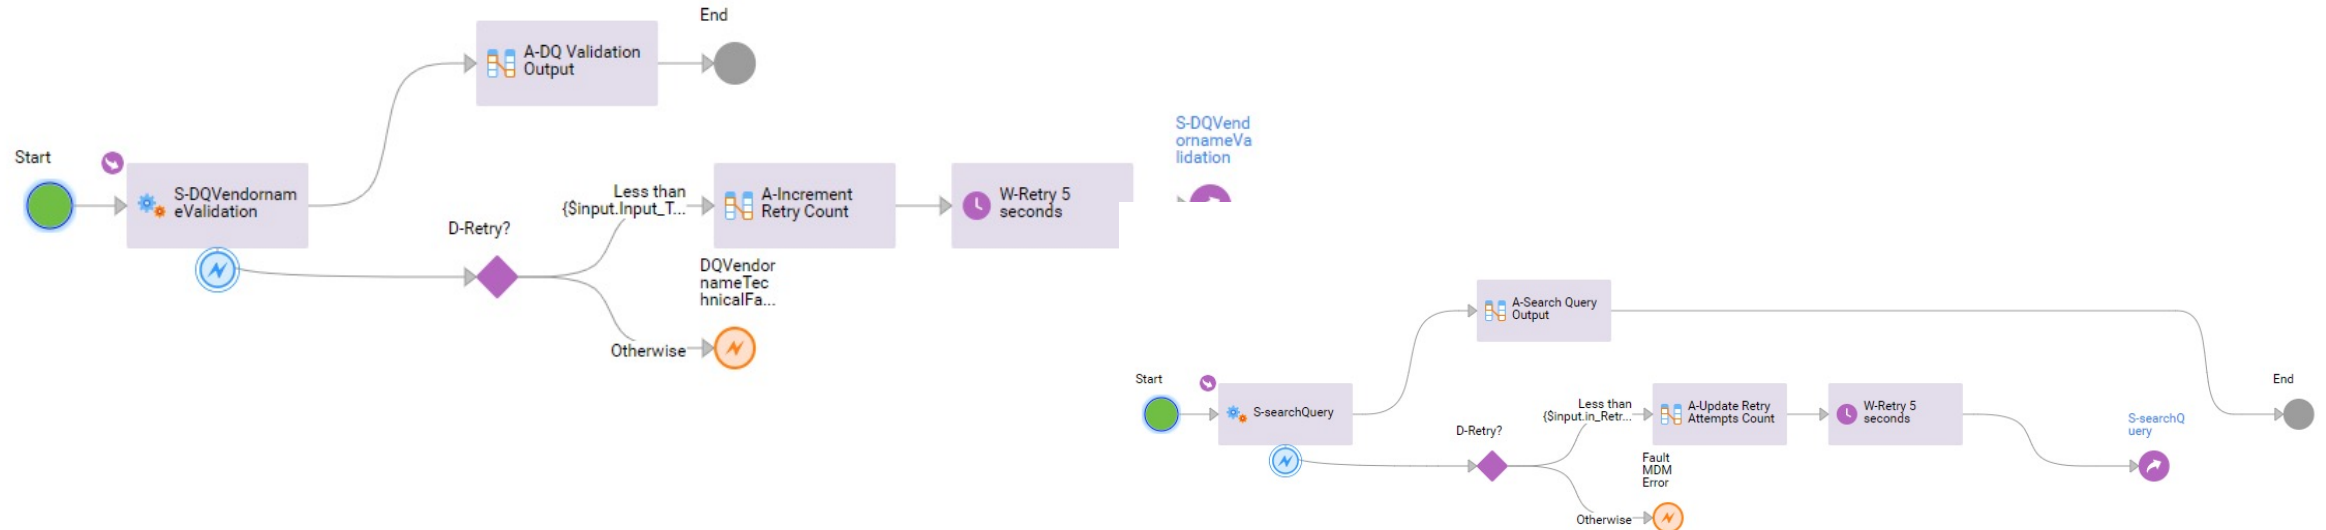 End
A-DQ Validation
Output
Start
S-DQVendornam
eValidation
D-Retry?
Less than
{$input.Input_T...
A-Increment
Retry Count
W-Retry 5
seconds
S-DQVend
ornameVa
lidation
DQVendor
nameTec
hnicalFa...
Otherwise
A-Search Query
Output
Start
S-searchQuery
D-Retry?
Less than
{$input.in_Retr...
A-Update Retry
Attempts Count
W-Retry 5
seconds
S-searchQ
uery
End
Fault
MDM
Error
Otherwise